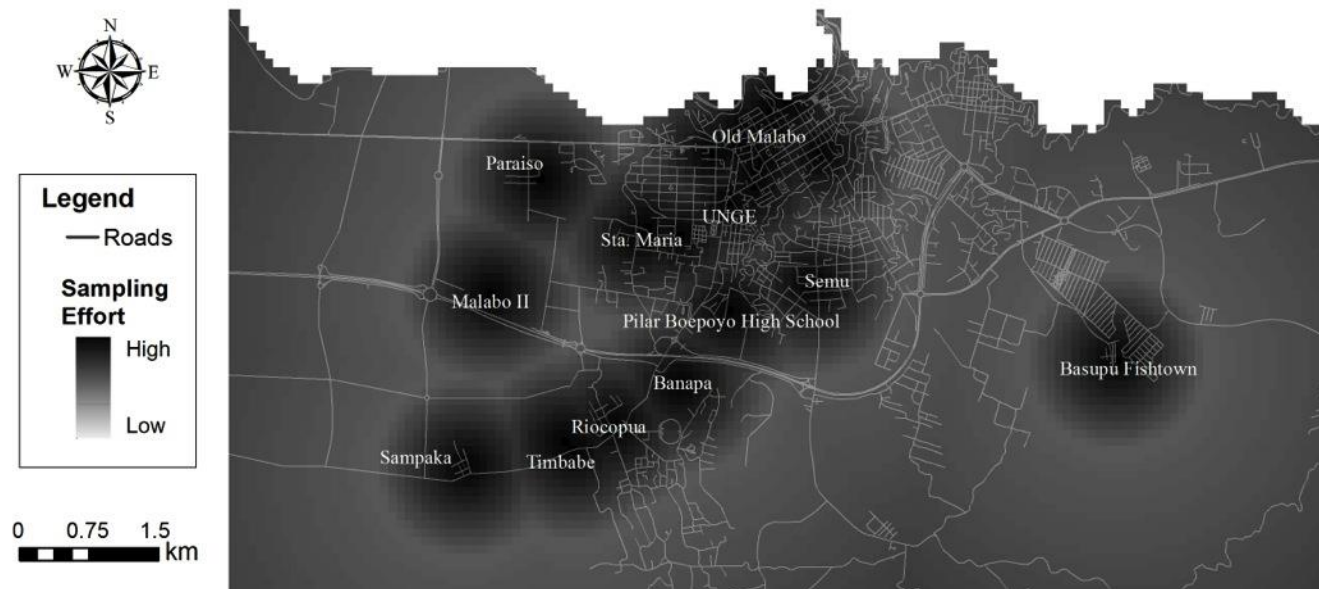 N
W E
S
Legend
Roads
Sampling
Effort
High
Low
0 0.75 1.5
km
Old Malabo
Paraiso
UNGE
Sta. Maria
Semu
Malabo II
Pilar Boepoyo High School
Basupú Fishtown
Banapa
Riocopua
Sampaka
Timbabe